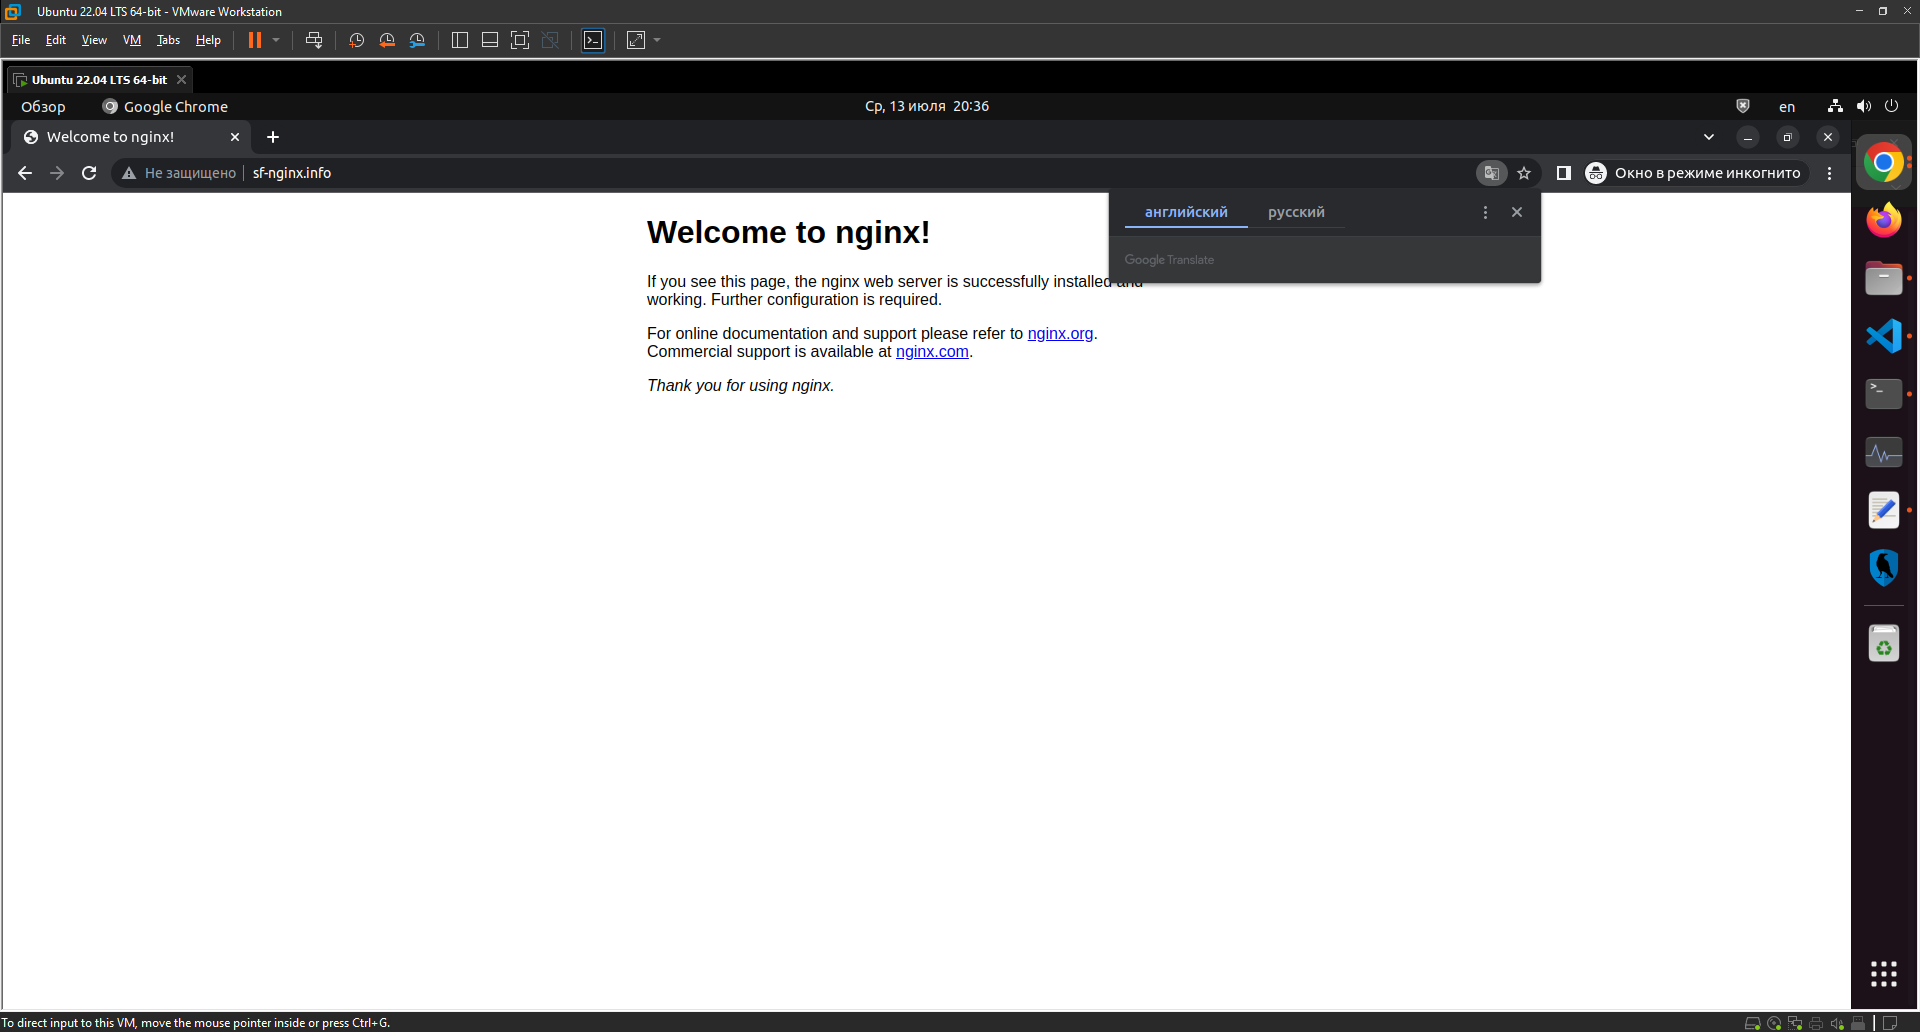 Ubuntu 22.04 LTS 64-bit - VMware Workstation
File Edit View VM Tabs Help
Ubuntu 22.04 LTS 64-bit
Обзор Google Chrome Ср, 13 июля 20:36 en
Welcome to nginx!
Не защищено sf-nginx.info Окно в режиме инкогнито
английский русский
Google Translate
Welcome to nginx!
If you see this page, the nginx web server is successfully installed and
working. Further configuration is required.
For online documentation and support please refer to nginx.org.
Commercial support is available at nginx.com.
Thank you for using nginx.
To direct input to this VM, move the mouse pointer inside or press Ctrl+G.